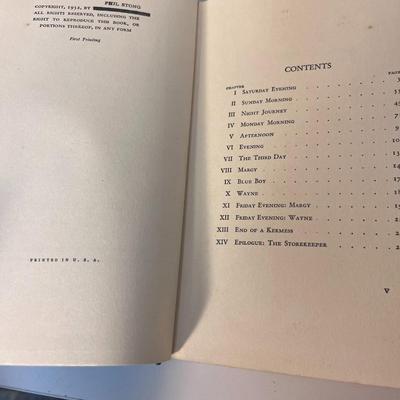 COPYRIGHT, 1932, BY PHIL STONG
ALL RIGHTS RESERVED, INCLUDING THE
RIGHT TO REPRODUCE THIS BOOK, OR
PORTIONS THEREOF, IN ANY FORM
First Printing
PRINTED IN U. S. A.
CONTENTS
CHAPTER
I SATURDAY EVENING
II SUNDAY MORNING
III NIGHT JOURNEY
IV MONDAY MORNING
V AFTERNOON
VI EVENING
VII THE THIRD DAY
VIII MARGY
IX BLUE BOY
X WAYNE
XI FRIDAY EVENING: MARGY
XII FRIDAY EVENING: WAYNE
XIII END OF A KERMESS
XIV EPILOGUE: THE STOREKEEPER
V